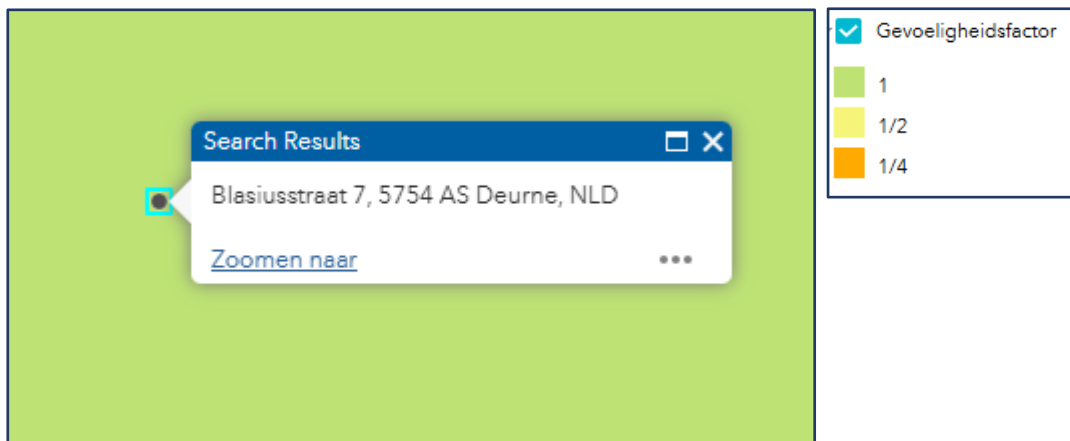 Search Results
Blasiusstraat 7, 5754 AS Deurne, NLD
Zoomen naar
Gevoeligheidsfactor
1
1/2
1/4